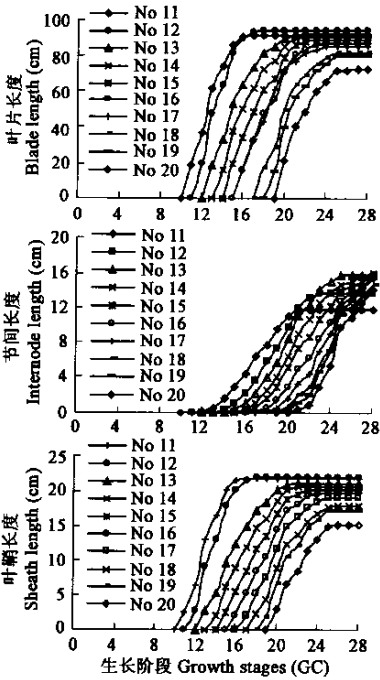 叶片长度
Blade length (cm)
100
80
60
40
20
0
No 11
No 12
No 13
No 14
No 15
No 16
No 17
No 18
No 19
No 20
0 4 8 12 16 20 24 28
节间长度
Internode length (cm)
20
16
12
8
4
0
No 11
No 12
No 13
No 14
No 15
No 16
No 17
No 18
No 19
No 20
12 16 20 24 28
叶鞘长度
Sheath length (cm)
25
20
15
10
5
0
No 11
No 12
No 13
No 14
No 15
No 16
No 17
No 18
No 19
No 20
0 4 8 12 16 20 24 28
生长阶段 Growth stages (GC)